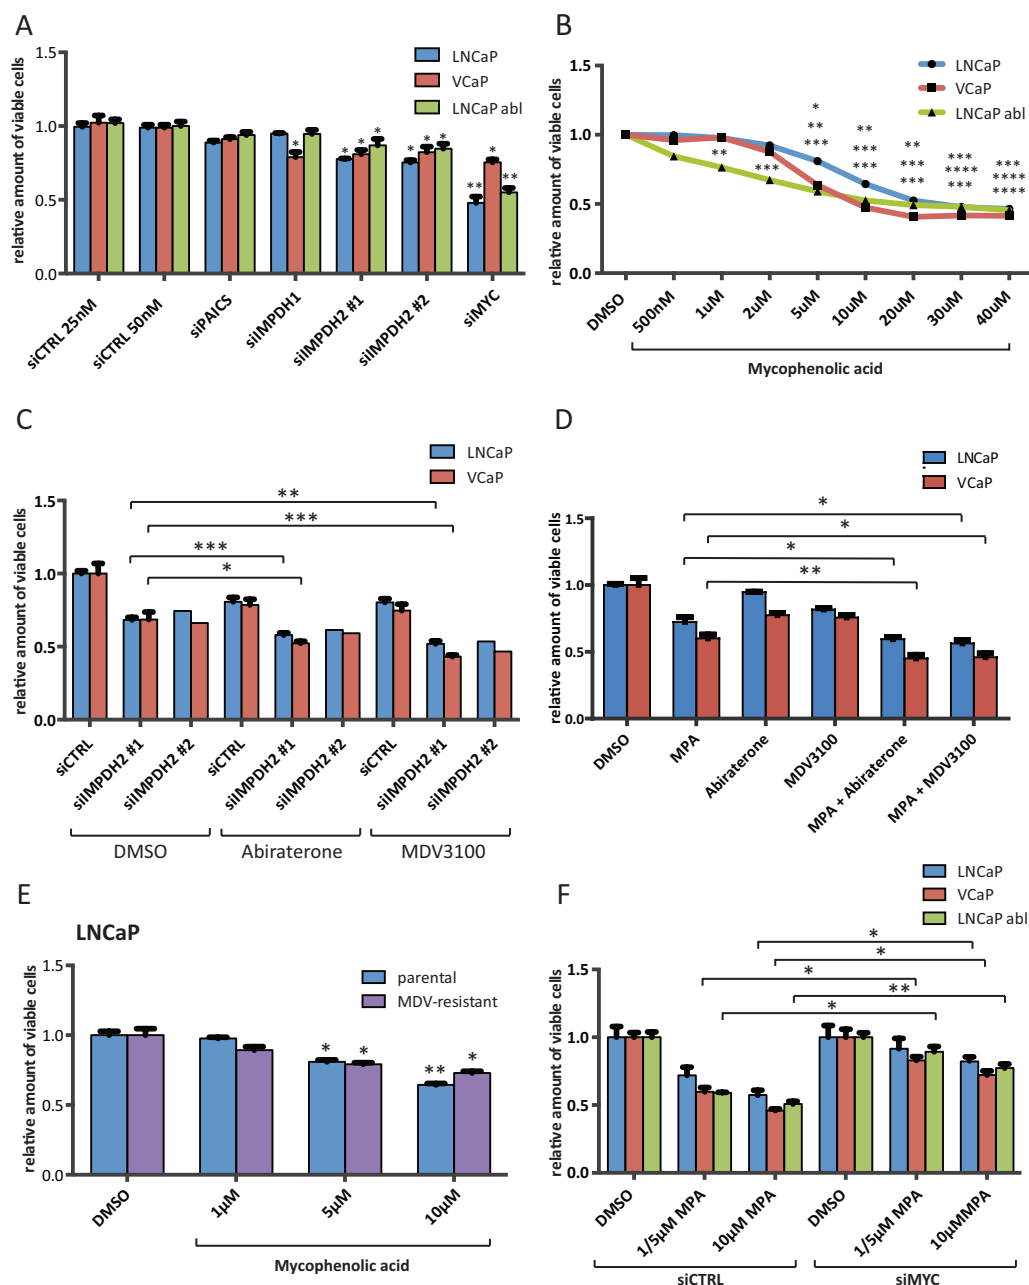 A
LNCaP
VCaP
LNCaP abl
relative amount of viable cells
1.5
1.0
0.5
0.0
* * * * * * * ** * **
siCTRL 25nM
siCTRL 50nM
siPAICS
siIMPDH1
siIMPDH2 #1
siIMPDH2 #2
siMYC
B
LNCaP
VCaP
LNCaP abl
relative amount of viable cells
1.5
1.0
0.5
0.0
**
***
*
**
***
**
***
***
**
***
***
***
****
***
***
****
****
DMSO
500nM
1uM
2uM
5uM
10uM
20uM
30uM
40uM
Mycophenolic acid
C
LNCaP
VCaP
relative amount of viable cells
1.5
1.0
0.5
0.0
**
***
***
*
siCTRL
siIMPDH2 #1
siIMPDH2 #2
siCTRL
siIMPDH2 #1
siIMPDH2 #2
siCTRL
siIMPDH2 #1
siIMPDH2 #2
DMSO
Abiraterone
MDV3100
D
LNCaP
VCaP
relative amount of viable cells
1.5
1.0
0.5
0.0
*
*
*
**
DMSO
MPA
Abiraterone
MDV3100
MPA + Abiraterone
MPA + MDV3100
E
LNCaP
parental
MDV-resistant
relative amount of viable cells
1.5
1.0
0.5
0.0
* * ** *
DMSO
1μM
5μM
10μM
Mycophenolic acid
F
LNCaP
VCaP
LNCaP abl
relative amount of viable cells
1.5
1.0
0.5
0.0
*
*
*
**
*
DMSO
1/5μM MPA
10μM MPA
DMSO
1/5μM MPA
10μMMPA
siCTRL
siMYC